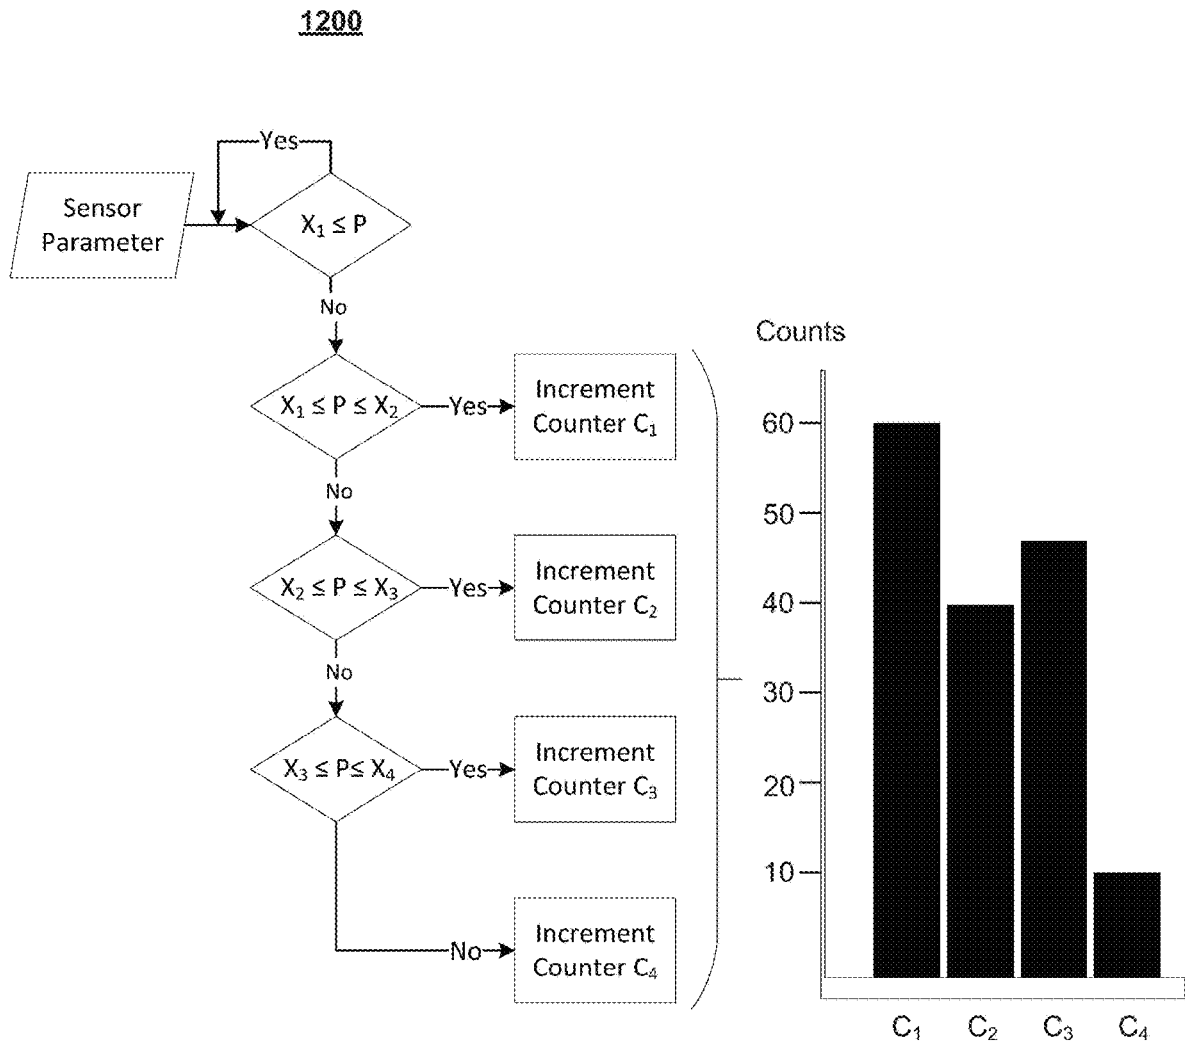 1200
Yes
Sensor
Parameter
X₁ ≤ P
No
X₁ ≤ P ≤ X₂
Yes
Increment
Counter C₁
No
X₂ ≤ P ≤ X₃
Yes
Increment
Counter C₂
No
X₃ ≤ P≤ X₄
Yes
Increment
Counter C₃
No
Increment
Counter C₄
Counts
60
50
40
30
20
10
C₁ C₂ C₃ C₄